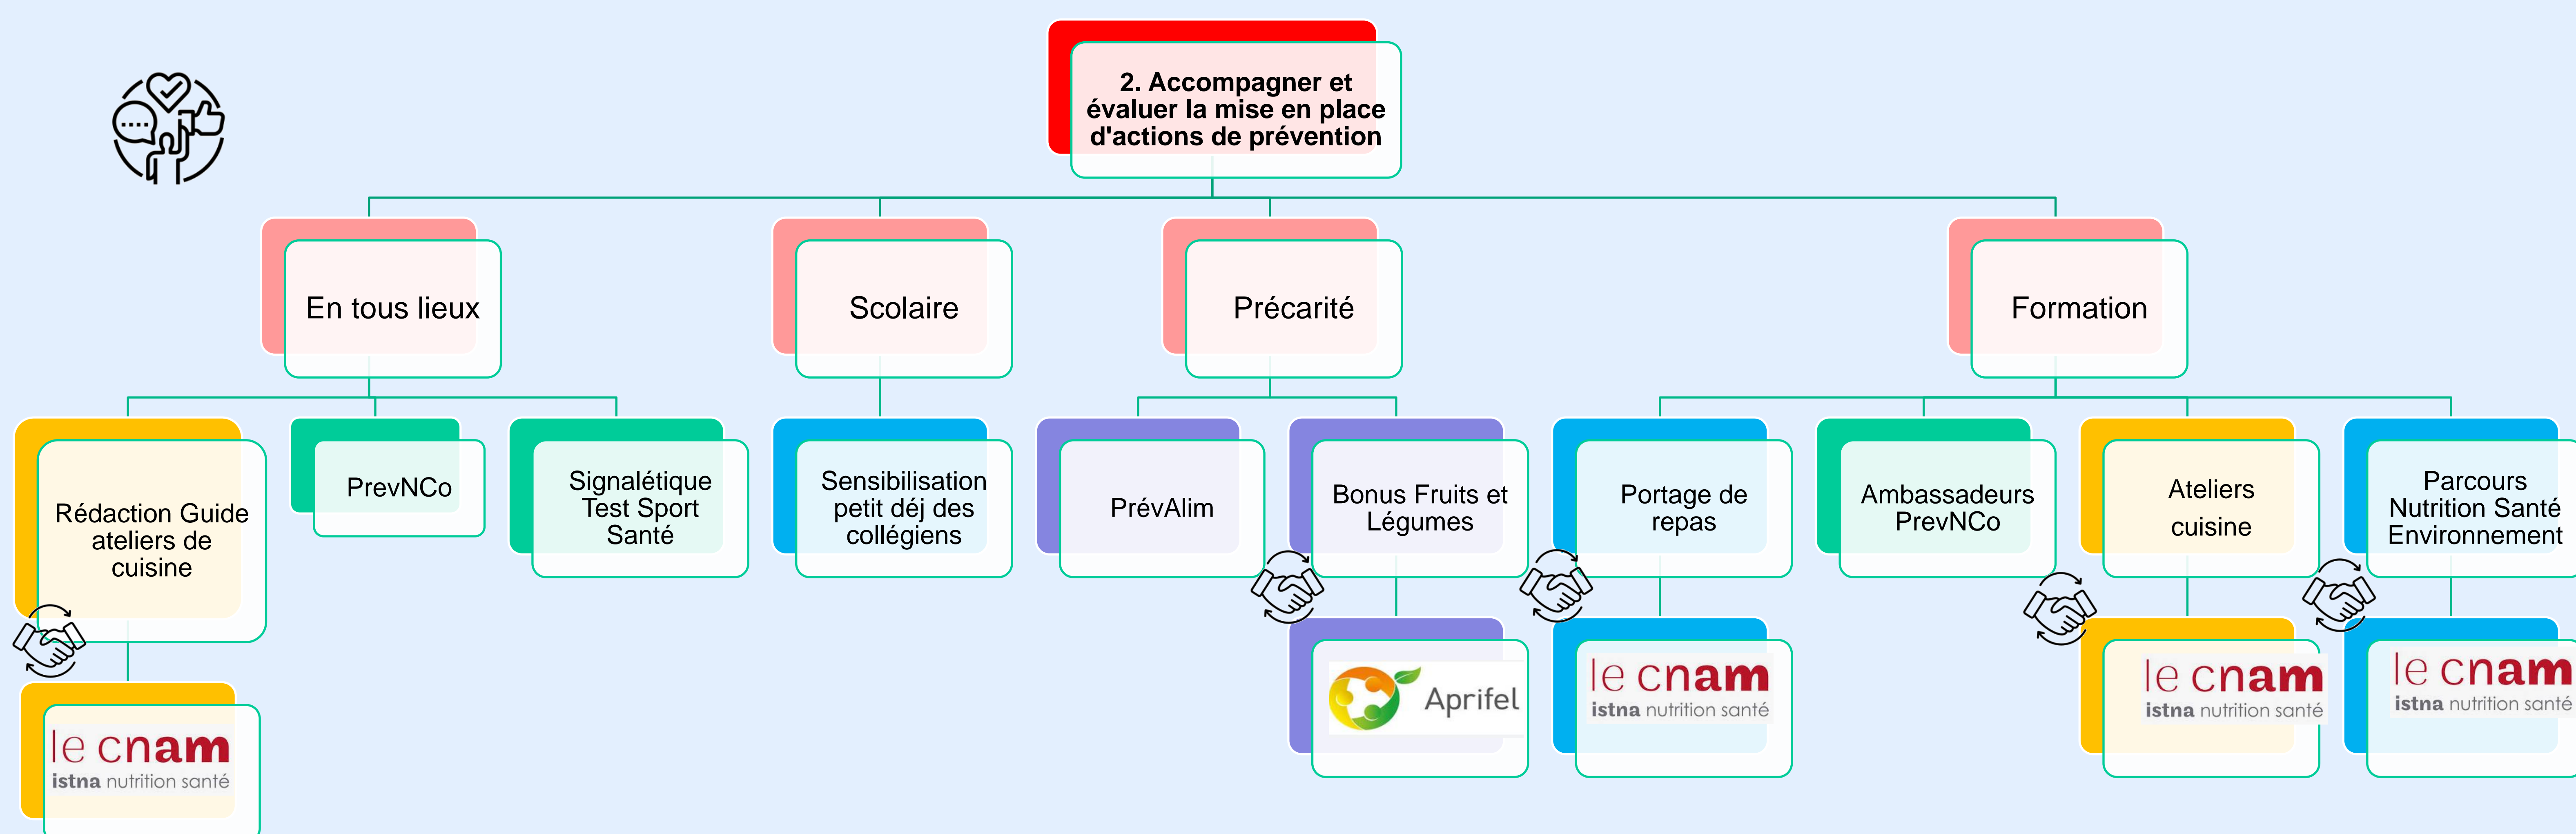 2. Accompagner et
évaluer la mise en place
d'actions de prévention
En tous lieux
Scolaire
Précarité
Formation
Rédaction Guide
ateliers de
cuisine
PrevNCo
Signalétique
Test Sport
Santé
Sensibilisation
petit déj des
collégiens
PrévAlim
Bonus Fruits et
Légumes
Portage de
repas
Ambassadeurs
PrevNCo
Ateliers
cuisine
Parcours
Nutrition Santé
Environnement
le cnam
istna nutrition santé
Aprifel
le cnam
istna nutrition santé
le cnam
istna nutrition santé
le cnam
istna nutrition santé